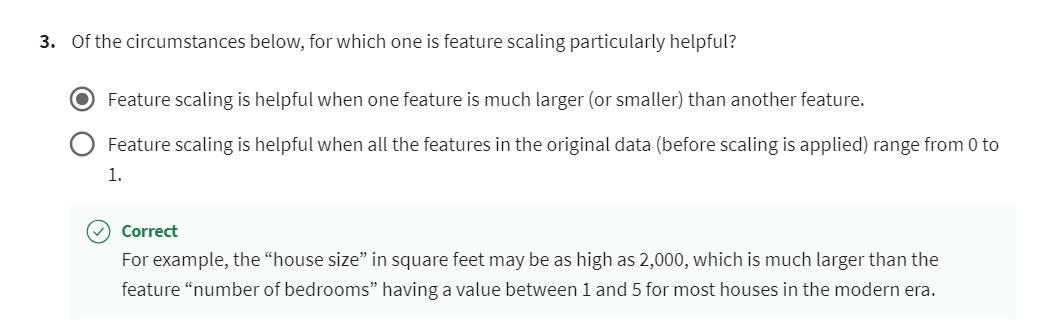 3. Of the circumstances below, for which one is feature scaling particularly helpful?
Feature scaling is helpful when one feature is much larger (or smaller) than another feature.
Feature scaling is helpful when all the features in the original data (before scaling is applied) range from 0 to
1.
Correct
For example, the “house size” in square feet may be as high as 2,000, which is much larger than the
feature “number of bedrooms” having a value between 1 and 5 for most houses in the modern era.